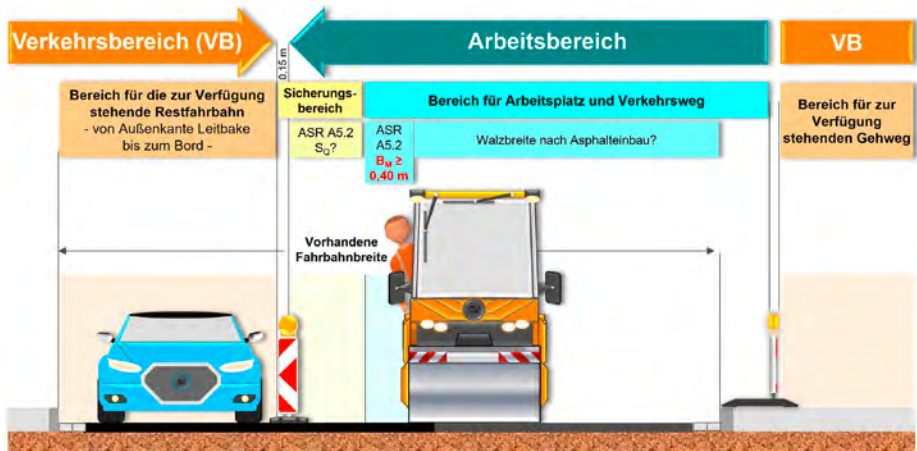 Verkehrsbereich (VB)
0,15 m
Arbeitsbereich
VB
Bereich für die zur Verfügung
stehende Restfahrbahn
- von Außenkante Leitbake
bis zum Bord -
Sicherungs-
bereich
ASR A5.2
SQ?
Bereich für Arbeitsplatz und Verkehrsweg
ASR
A5.2
BM ≥
0,40 m
Walzbreite nach Asphalteinbau?
Bereich für zur
Verfügung
stehenden Gehweg
Vorhandene
Fahrbahnbreite